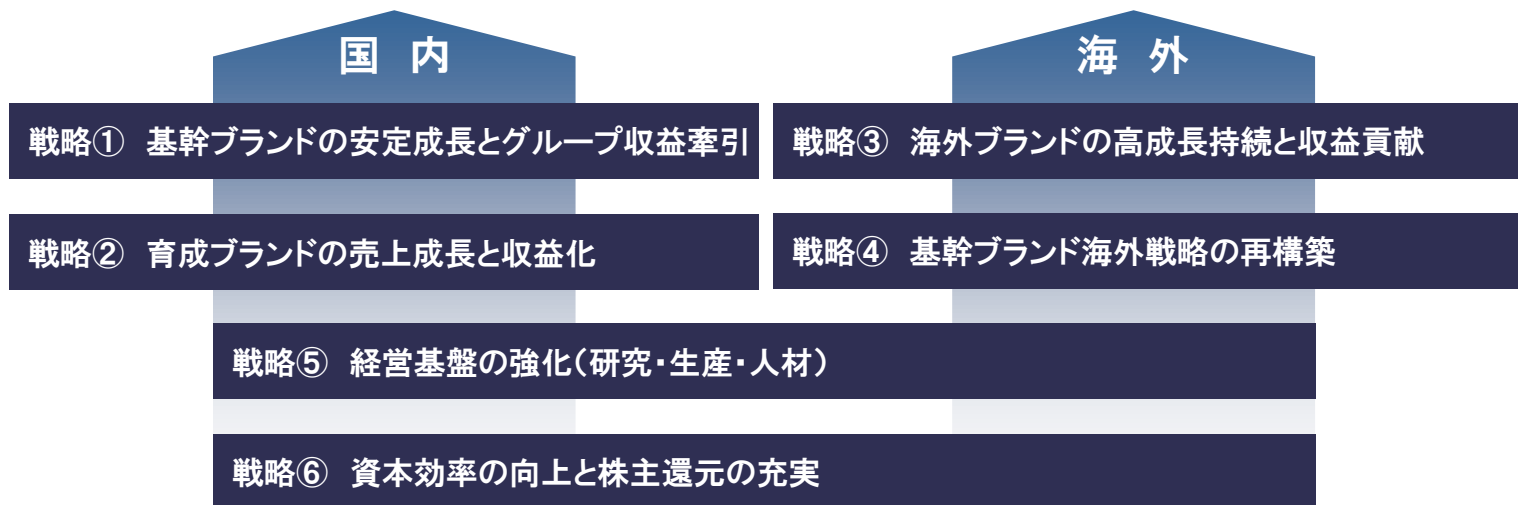 国 内
海 外
戦略① 基幹ブランドの安定成長とグループ収益牽引
戦略③ 海外ブランドの高成長持続と収益貢献
戦略② 育成ブランドの売上成長と収益化
戦略④ 基幹ブランド海外戦略の再構築
戦略⑤ 経営基盤の強化（研究・生産・人材）
戦略⑥ 資本効率の向上と株主還元の充実